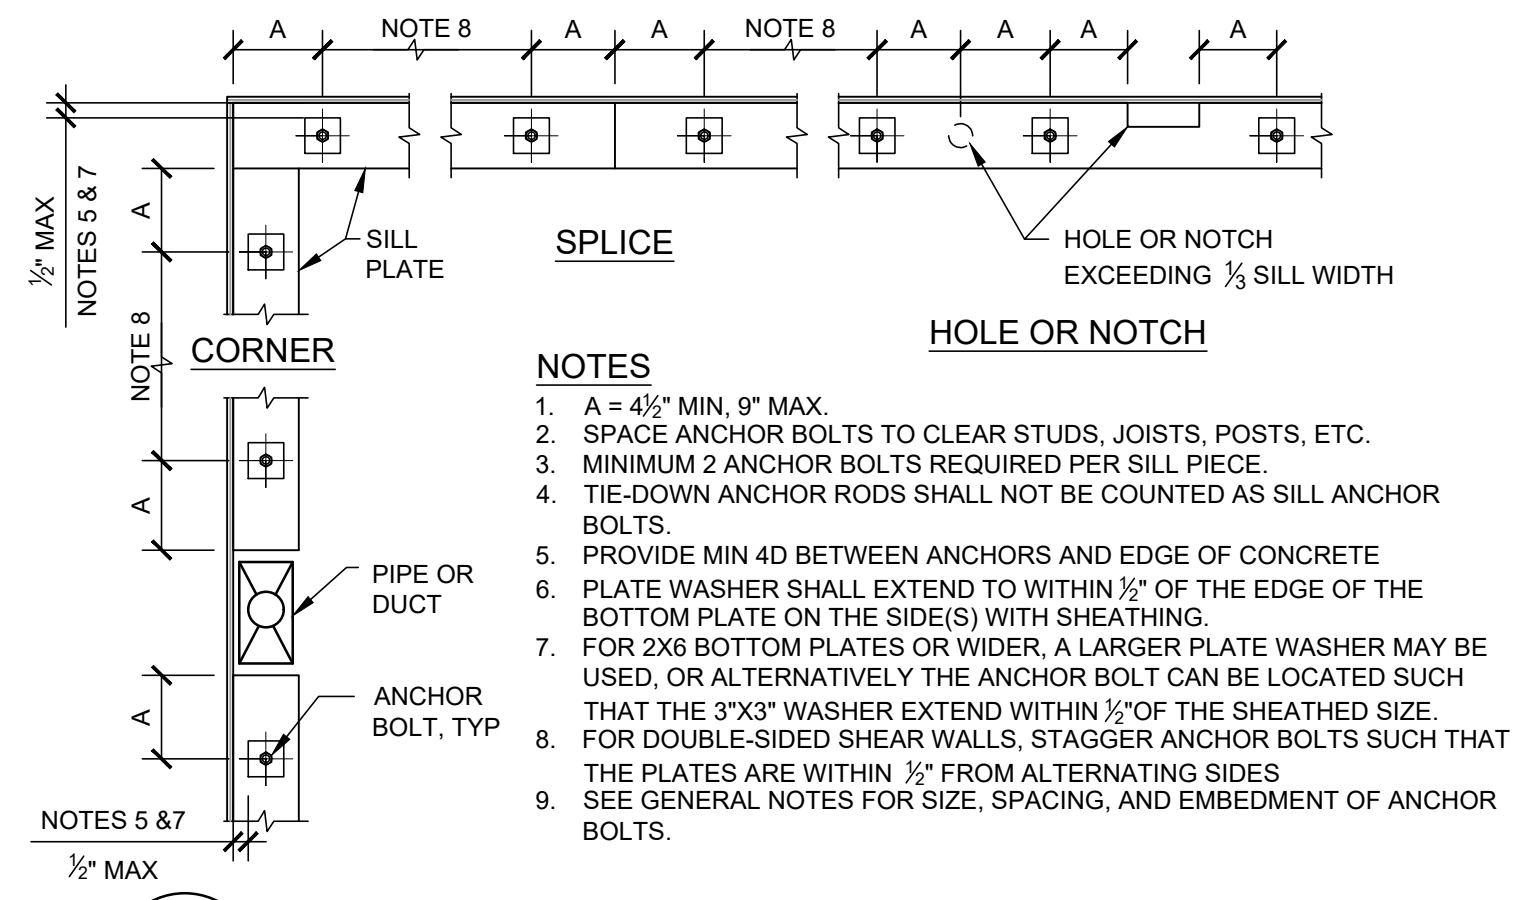 A NOTE 8 A A NOTE 8 A A A A
½" MAX
NOTES 5 & 7
A
SILL
PLATE
SPLICE
HOLE OR NOTCH
EXCEEDING ⅓ SILL WIDTH
HOLE OR NOTCH
NOTE 8
CORNER
A
PIPE OR
DUCT
A
ANCHOR
BOLT, TYP
NOTES 5 &7
½" MAX
NOTES
1. A = 4½" MIN, 9" MAX.
2. SPACE ANCHOR BOLTS TO CLEAR STUDS, JOISTS, POSTS, ETC.
3. MINIMUM 2 ANCHOR BOLTS REQUIRED PER SILL PIECE.
4. TIE-DOWN ANCHOR RODS SHALL NOT BE COUNTED AS SILL ANCHOR
BOLTS.
5. PROVIDE MIN 4D BETWEEN ANCHORS AND EDGE OF CONCRETE
6. PLATE WASHER SHALL EXTEND TO WITHIN ½" OF THE EDGE OF THE
BOTTOM PLATE ON THE SIDE(S) WITH SHEATHING.
7. FOR 2X6 BOTTOM PLATES OR WIDER, A LARGER PLATE WASHER MAY BE
USED, OR ALTERNATIVELY THE ANCHOR BOLT CAN BE LOCATED SUCH
THAT THE 3"X3" WASHER EXTEND WITHIN ½"OF THE SHEATHED SIZE.
8. FOR DOUBLE-SIDED SHEAR WALLS, STAGGER ANCHOR BOLTS SUCH THAT
THE PLATES ARE WITHIN ½" FROM ALTERNATING SIDES
9. SEE GENERAL NOTES FOR SIZE, SPACING, AND EMBEDMENT OF ANCHOR
BOLTS.